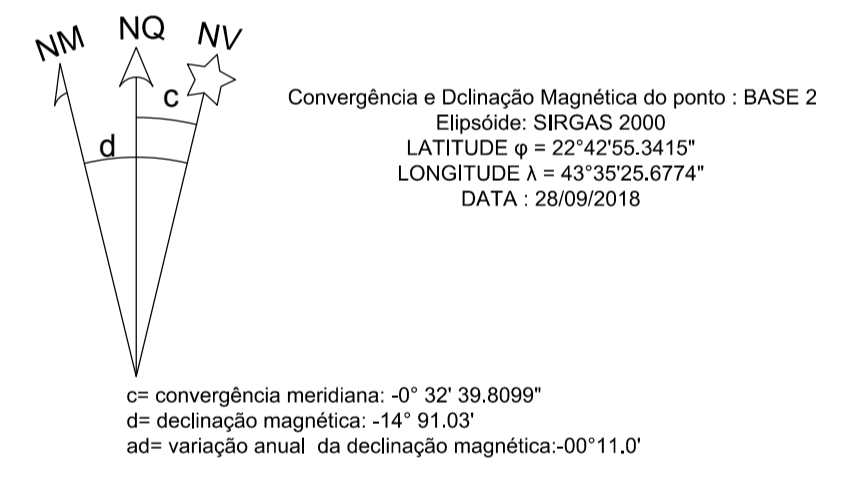 NM NQ NV
c
d
Convergência e Dclinação Magnética do ponto : BASE 2
Elipsóide: SIRGAS 2000
LATITUDE φ = 22°42'55.3415"
LONGITUDE λ = 43°35'25.6774"
DATA : 28/09/2018
c= convergência meridiana: -0° 32' 39.8099"
d= declinação magnética: -14° 91.03'
ad= variação anual  da declinação magnética:-00°11.0'